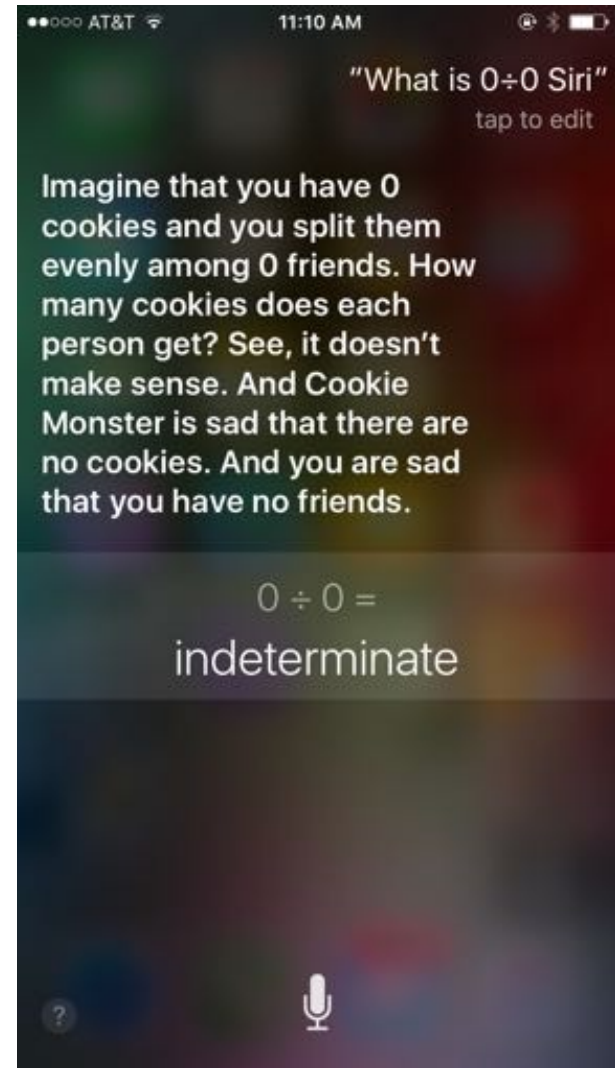 AT&T 11:10 AM
“What is 0÷0 Siri”
tap to edit
Imagine that you have 0
cookies and you split them
evenly among 0 friends. How
many cookies does each
person get? See, it doesn’t
make sense. And Cookie
Monster is sad that there are
no cookies. And you are sad
that you have no friends.
0 ÷ 0 =
indeterminate
?